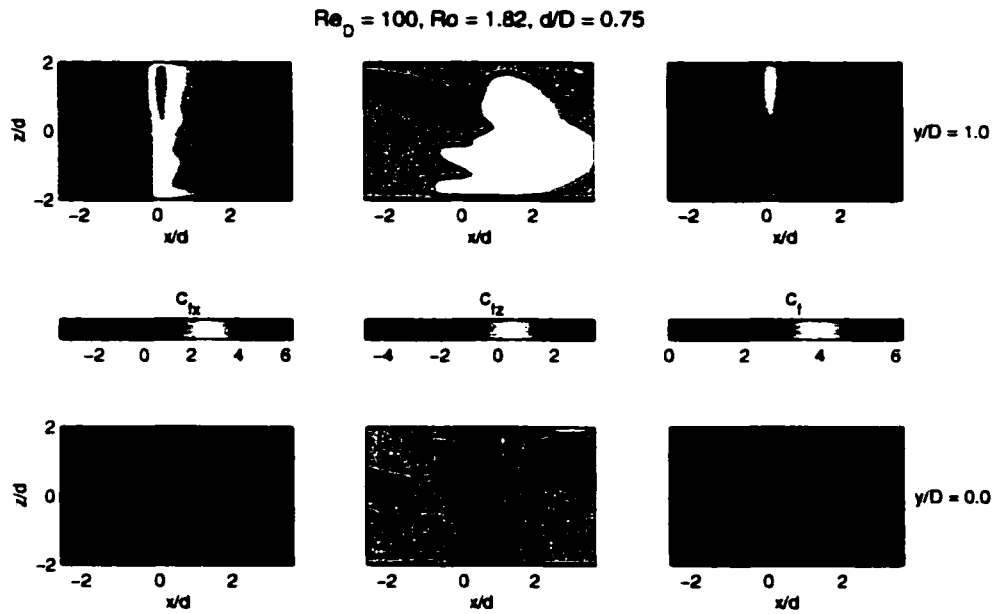 Re_D = 100, Ro = 1.82, d/D = 0.75
2
0
-2
z/d
-2 0 2
x/d
-2 0 2
x/d
-2 0 2
x/d
y/D = 1.0
C_fx
-2 0 2 4 6
C_fz
-4 -2 0 2
C_f
0 2 4 6
2
0
-2
z/d
-2 0 2
x/d
-2 0 2
x/d
-2 0 2
x/d
y/D = 0.0